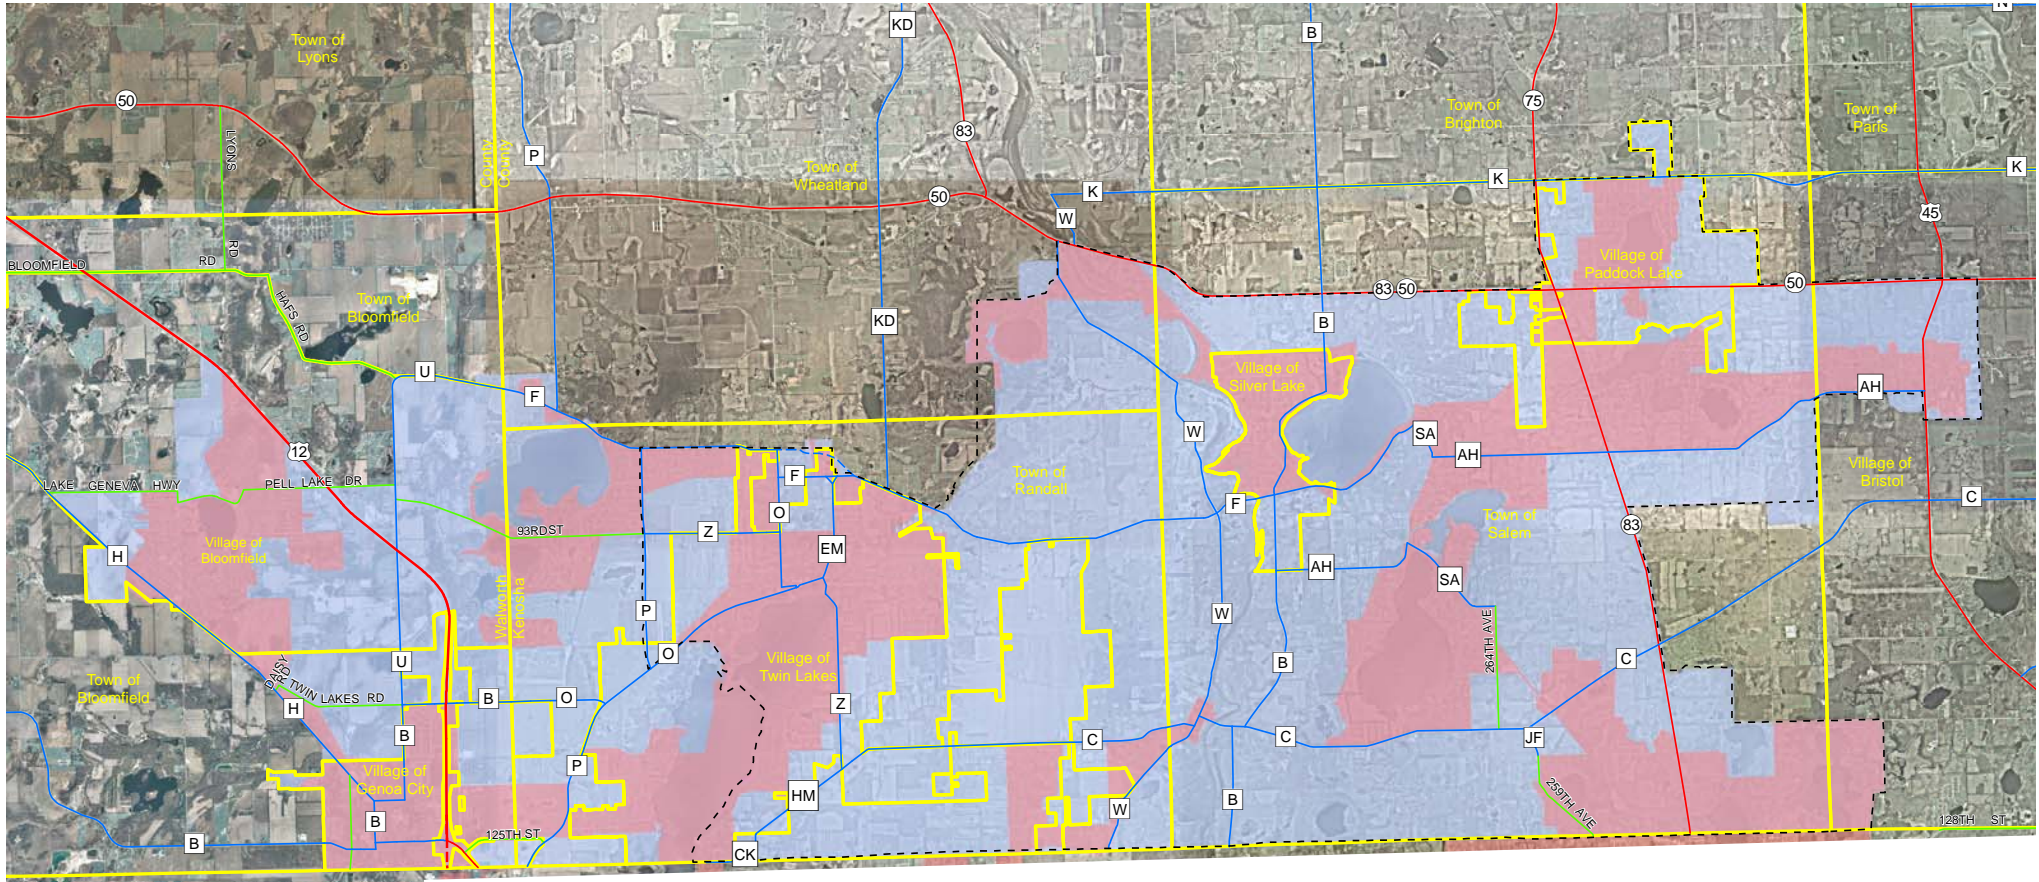 N
KD
B
Town of
Lyons
50
75
Town of
Brighton
Town of
Paris
83
LYONS
RD
County
County
P
Town of
Wheatland
K
K
K
50
W
45
BLOOMFIELD
RD
Village of
Paddock Lake
HAFS RD
Town of
Bloomfield
83
50
50
KD
B
U
F
Village of
Silver Lake
AH
12
W
SA
AH
LAKE GENEVA HWY
PELL LAKE DR
F
Town of
Randall
Village of
Bristol
C
O
F
93RD ST
Z
Town of
Salem
83
H
Village of
Bloomfield
EM
AH
SA
Walworth
Kenosha
P
W
264TH AVE
U
O
Village of
Twin Lakes
B
C
Town of
Bloomfield
DAISY
RD
TWIN LAKES RD
H
B
O
Z
B
C
C
JF
Village of
Genoa City
P
HM
W
B
259TH AVE
B
125TH ST
128TH ST
B
CK